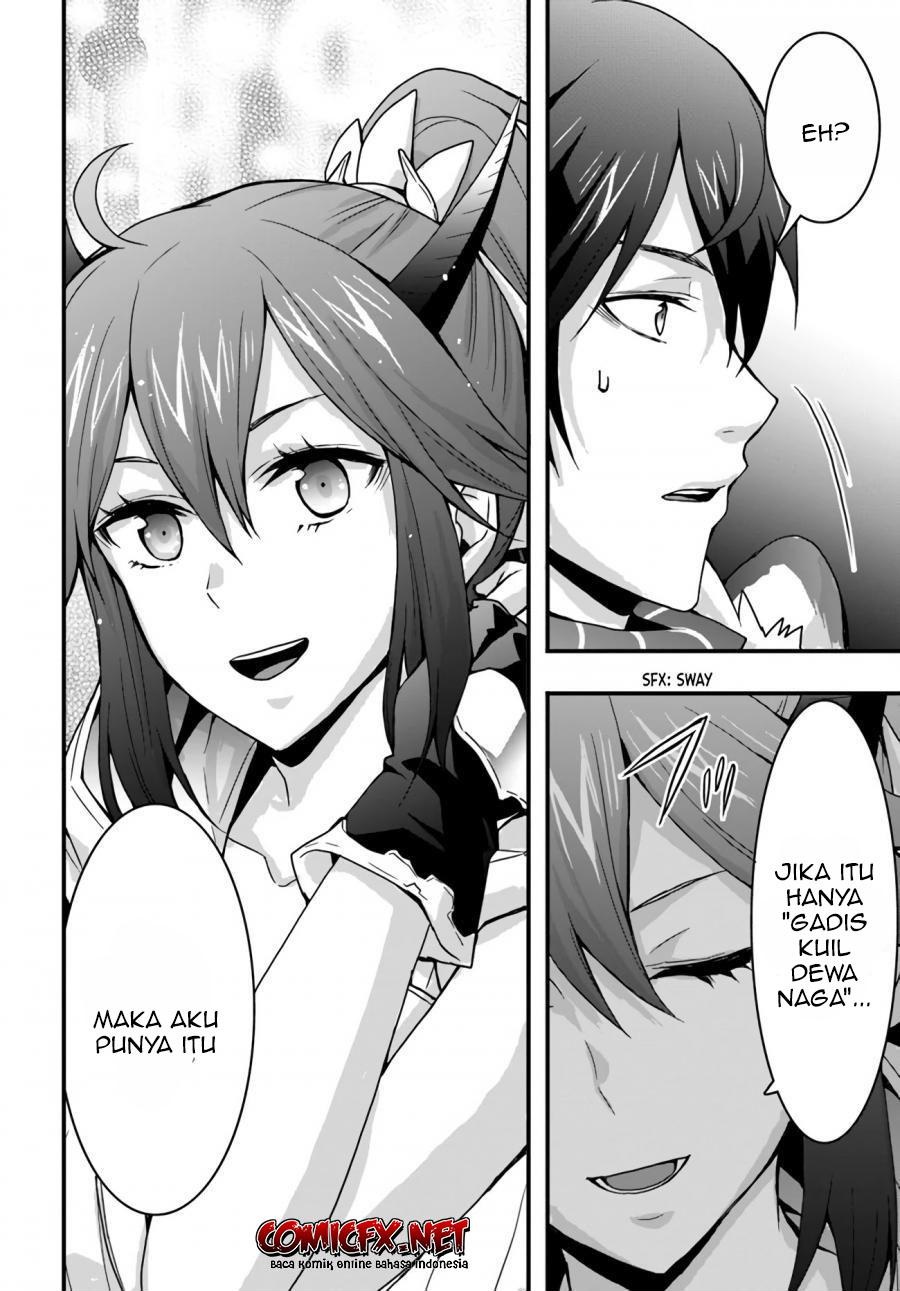 EH?
SFX: SWAY
JIKA ITU
HANYA
"GADIS
KUIL
DEWA
NAGA"...
MAKA AKU
PUNYA ITU
COMICFX.NET
Baca Komik Online Bahasa Indonesia